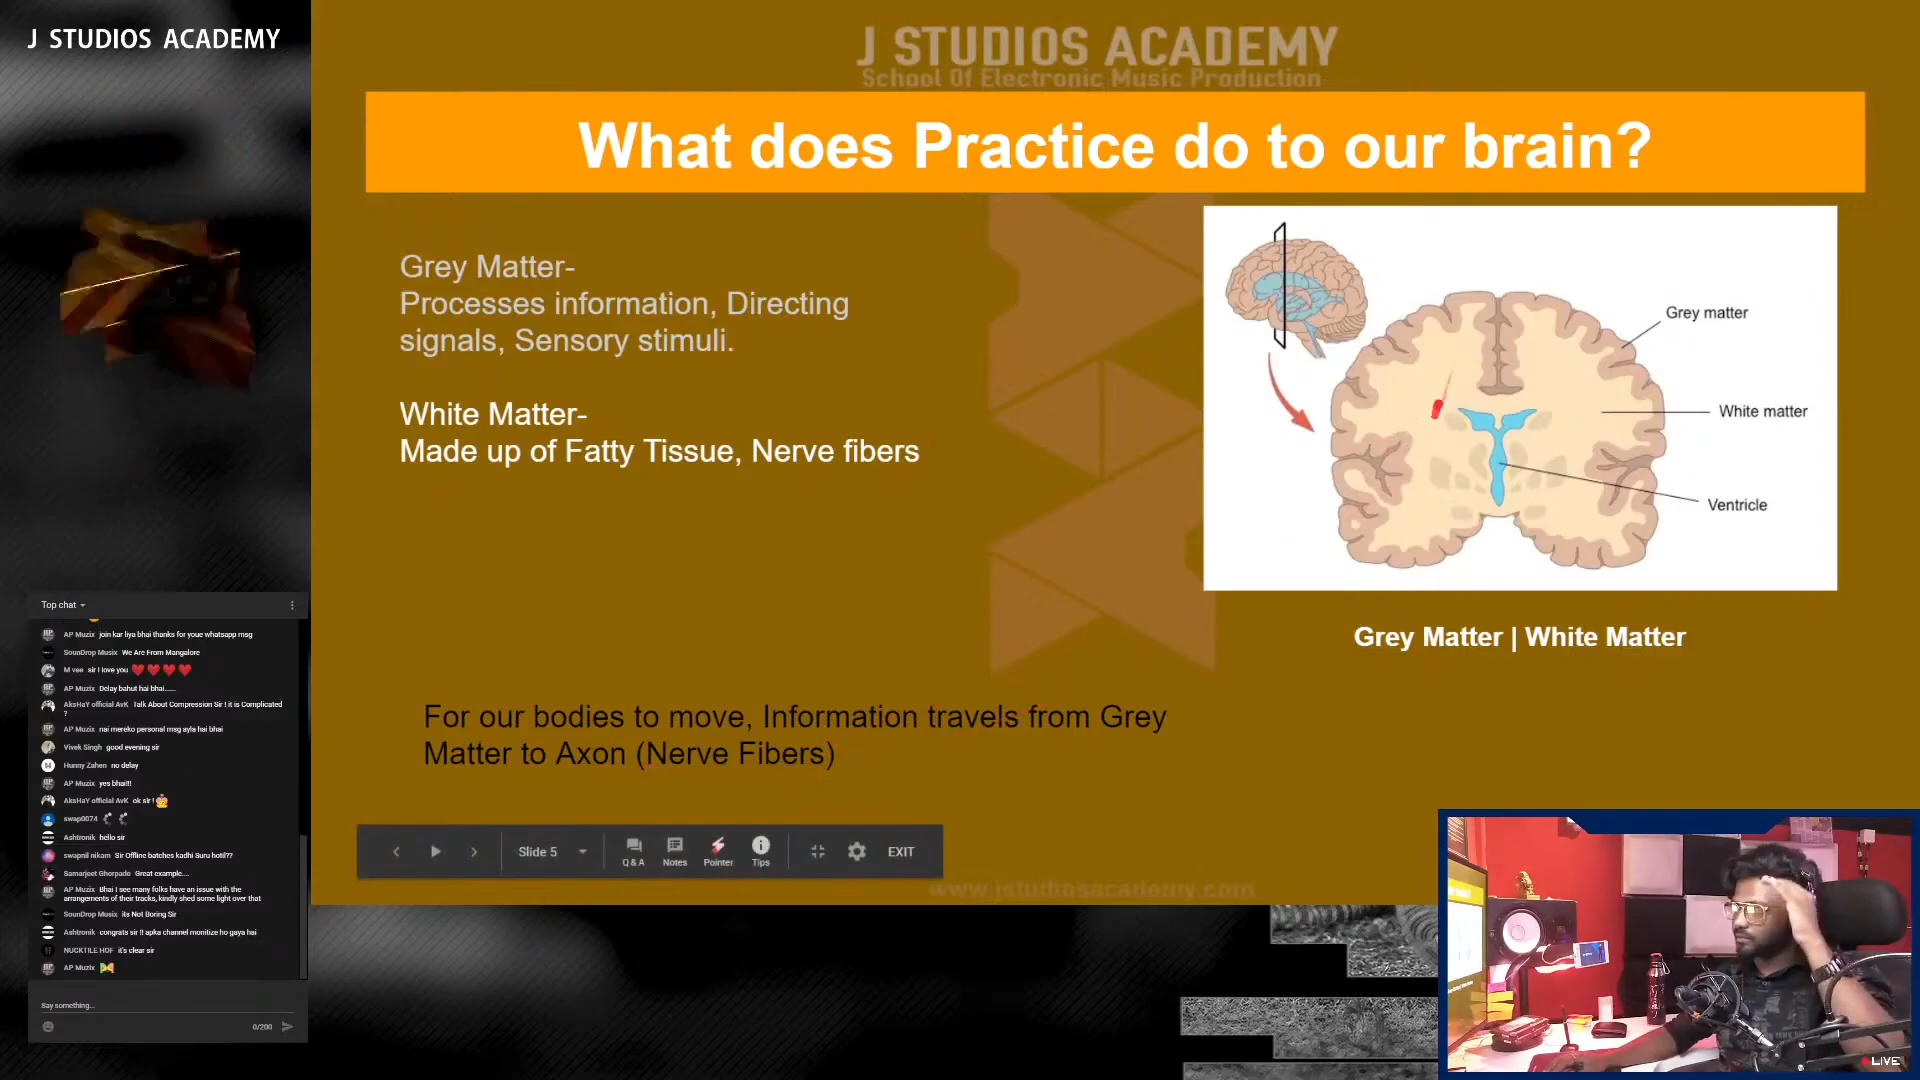 J STUDIOS ACADEMY
J STUDIOS ACADEMY
School Of Electronic Music Production
What does Practice do to our brain?
Grey Matter-
Processes information, Directing
signals, Sensory stimuli.
White Matter-
Made up of Fatty Tissue, Nerve fibers
Grey matter
White matter
Ventricle
Grey Matter | White Matter
For our bodies to move, Information travels from Grey
Matter to Axon (Nerve Fibers)
Slide 5
Q & A
Notes
Pointer
Tips
EXIT
www.jstudiosacademy.com
Top chat
AP Muzix join kar liya bhai thanks for youe whatsapp msg
SounDrop Musix We Are From Mangalore
M vee sir I love you
AP Muzix Delay bahut hai bhai.....
AksHaY official AvK Talk About Compression Sir ! it is Complicated
?
AP Muzix nai mereko personal msg ayla hai bhai
Vivek Singh good evening sir
Hunny Zahen no delay
AP Muzix yes bhai!!!
AksHaY official AvK ok sir !
swap0074
Ashtronik hello sir
swapnil nikam Sir Offline batches kadhi Suru hotil??
Samarjeet Ghorpade Great example....
AP Muzix Bhai I see many folks have an issue with the
arrangements of their tracks, kindly shed some light over that
SounDrop Musix its Not Boring Sir
Ashtronik congrats sir !! apka channel monitize ho gaya hai
NUCKTILE HOF it's clear sir
AP Muzix
Say something...
0/200
LIVE